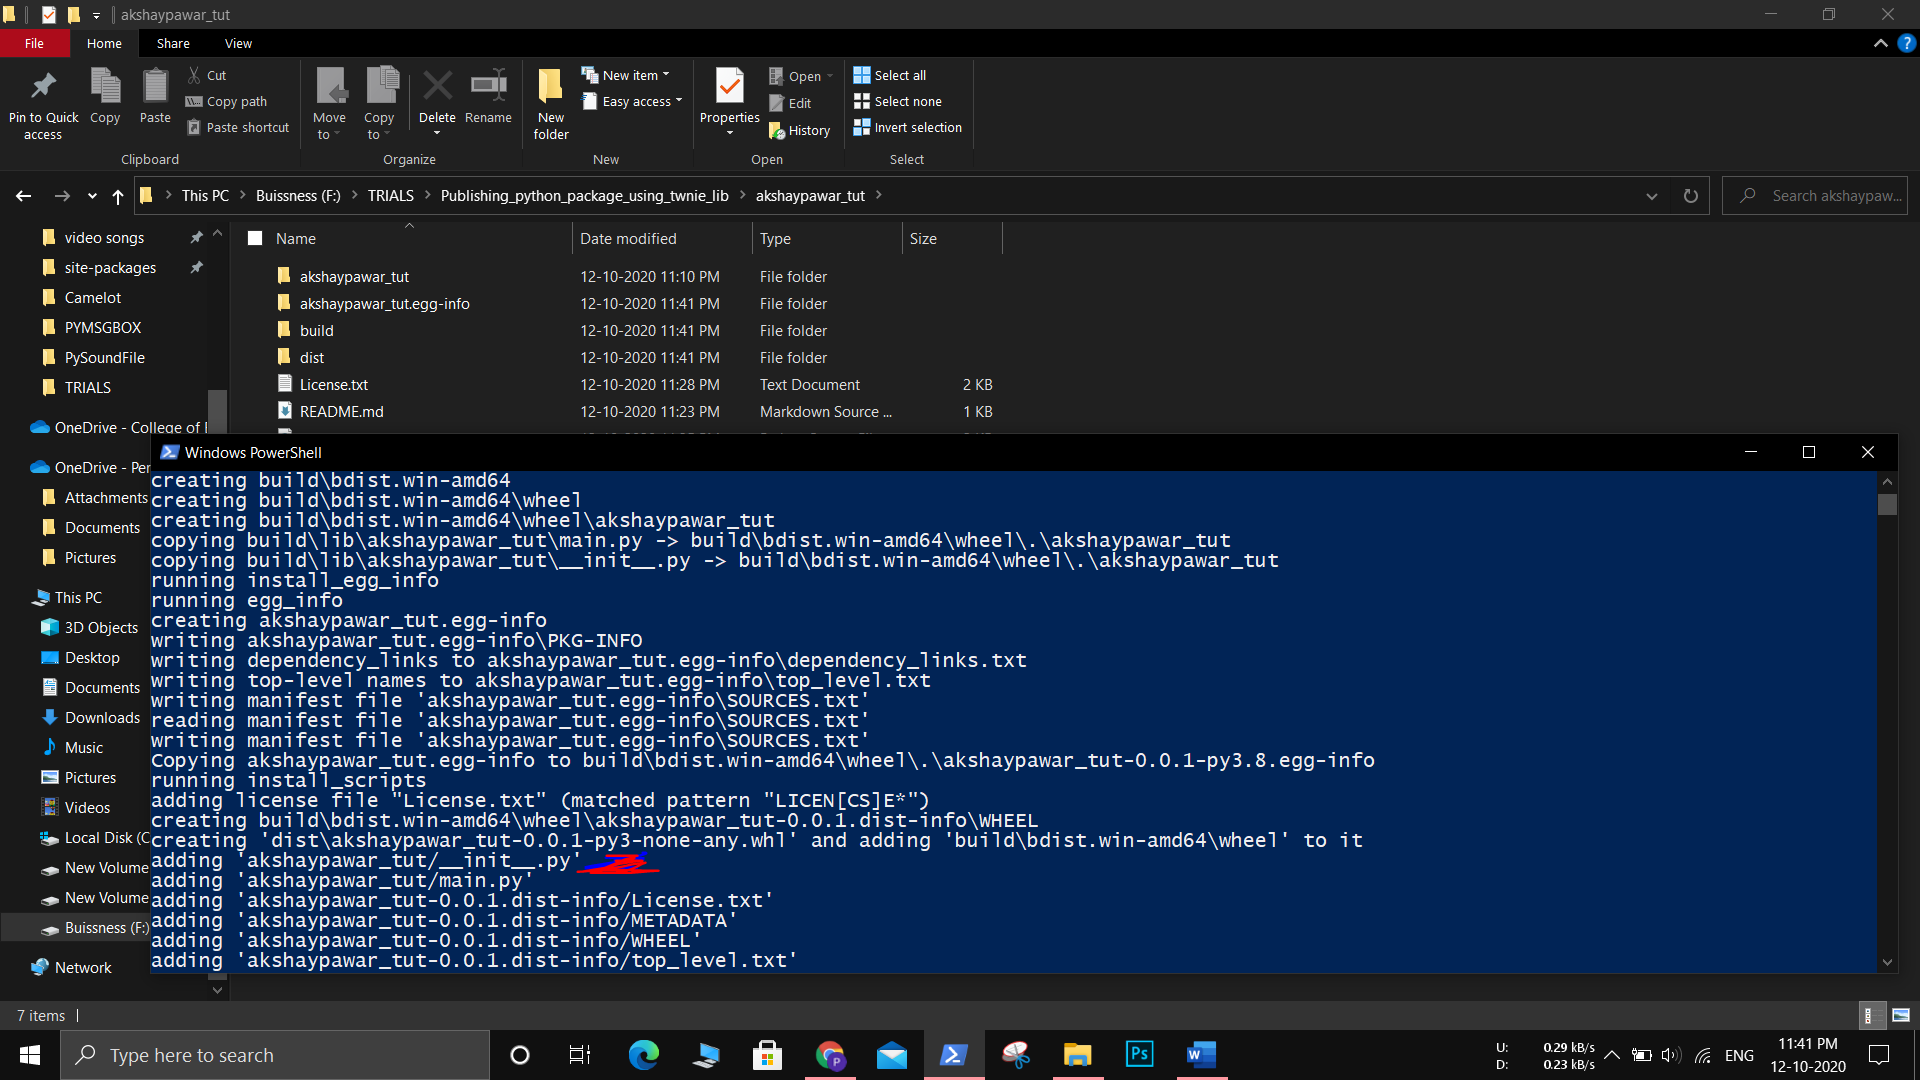 akshaypawar_tut
File Home Share View
Pin to Quick access
Copy
Paste
Cut
Copy path
Paste shortcut
Clipboard
Move to
Copy to
Delete
Rename
Organize
New folder
New item
Easy access
New
Properties
Open
Edit
History
Open
Select all
Select none
Invert selection
Select
This PC > Buissness (F:) > TRIALS > Publishing_python_package_using_twnie_lib > akshaypawar_tut >
Search akshaypaw...
video songs
site-packages
Camelot
PYMSGBOX
PySoundFile
TRIALS
OneDrive - College of
OneDrive - Per
Attachments
Documents
Pictures
This PC
3D Objects
Desktop
Documents
Downloads
Music
Pictures
Videos
Local Disk (C
New Volume
New Volume
Buissness (F:)
Network
Name Date modified Type Size
akshaypawar_tut 12-10-2020 11:10 PM File folder
akshaypawar_tut.egg-info 12-10-2020 11:41 PM File folder
build 12-10-2020 11:41 PM File folder
dist 12-10-2020 11:41 PM File folder
License.txt 12-10-2020 11:28 PM Text Document 2 KB
README.md 12-10-2020 11:23 PM Markdown Source ... 1 KB
Windows PowerShell
creating build\bdist.win-amd64
creating build\bdist.win-amd64\wheel
creating build\bdist.win-amd64\wheel\akshaypawar_tut
copying build\lib\akshaypawar_tut\main.py -> build\bdist.win-amd64\wheel\.\akshaypawar_tut
copying build\lib\akshaypawar_tut\__init__.py -> build\bdist.win-amd64\wheel\.\akshaypawar_tut
running install_egg_info
running egg_info
creating akshaypawar_tut.egg-info
writing akshaypawar_tut.egg-info\PKG-INFO
writing dependency_links to akshaypawar_tut.egg-info\dependency_links.txt
writing top-level names to akshaypawar_tut.egg-info\top_level.txt
writing manifest file 'akshaypawar_tut.egg-info\SOURCES.txt'
reading manifest file 'akshaypawar_tut.egg-info\SOURCES.txt'
writing manifest file 'akshaypawar_tut.egg-info\SOURCES.txt'
Copying akshaypawar_tut.egg-info to build\bdist.win-amd64\wheel\.\akshaypawar_tut-0.0.1-py3.8.egg-info
running install_scripts
adding license file "License.txt" (matched pattern "LICEN[CS]E*")
creating build\bdist.win-amd64\wheel\akshaypawar_tut-0.0.1.dist-info\WHEEL
creating 'dist\akshaypawar_tut-0.0.1-py3-none-any.whl' and adding 'build\bdist.win-amd64\wheel' to it
adding 'akshaypawar_tut/__init__.py'
adding 'akshaypawar_tut/main.py'
adding 'akshaypawar_tut-0.0.1.dist-info/License.txt'
adding 'akshaypawar_tut-0.0.1.dist-info/METADATA'
adding 'akshaypawar_tut-0.0.1.dist-info/WHEEL'
adding 'akshaypawar_tut-0.0.1.dist-info/top_level.txt'
7 items
Type here to search
P
Ps
W
U: 0.29 kB/s
D: 0.23 kB/s
ENG
11:41 PM
12-10-2020